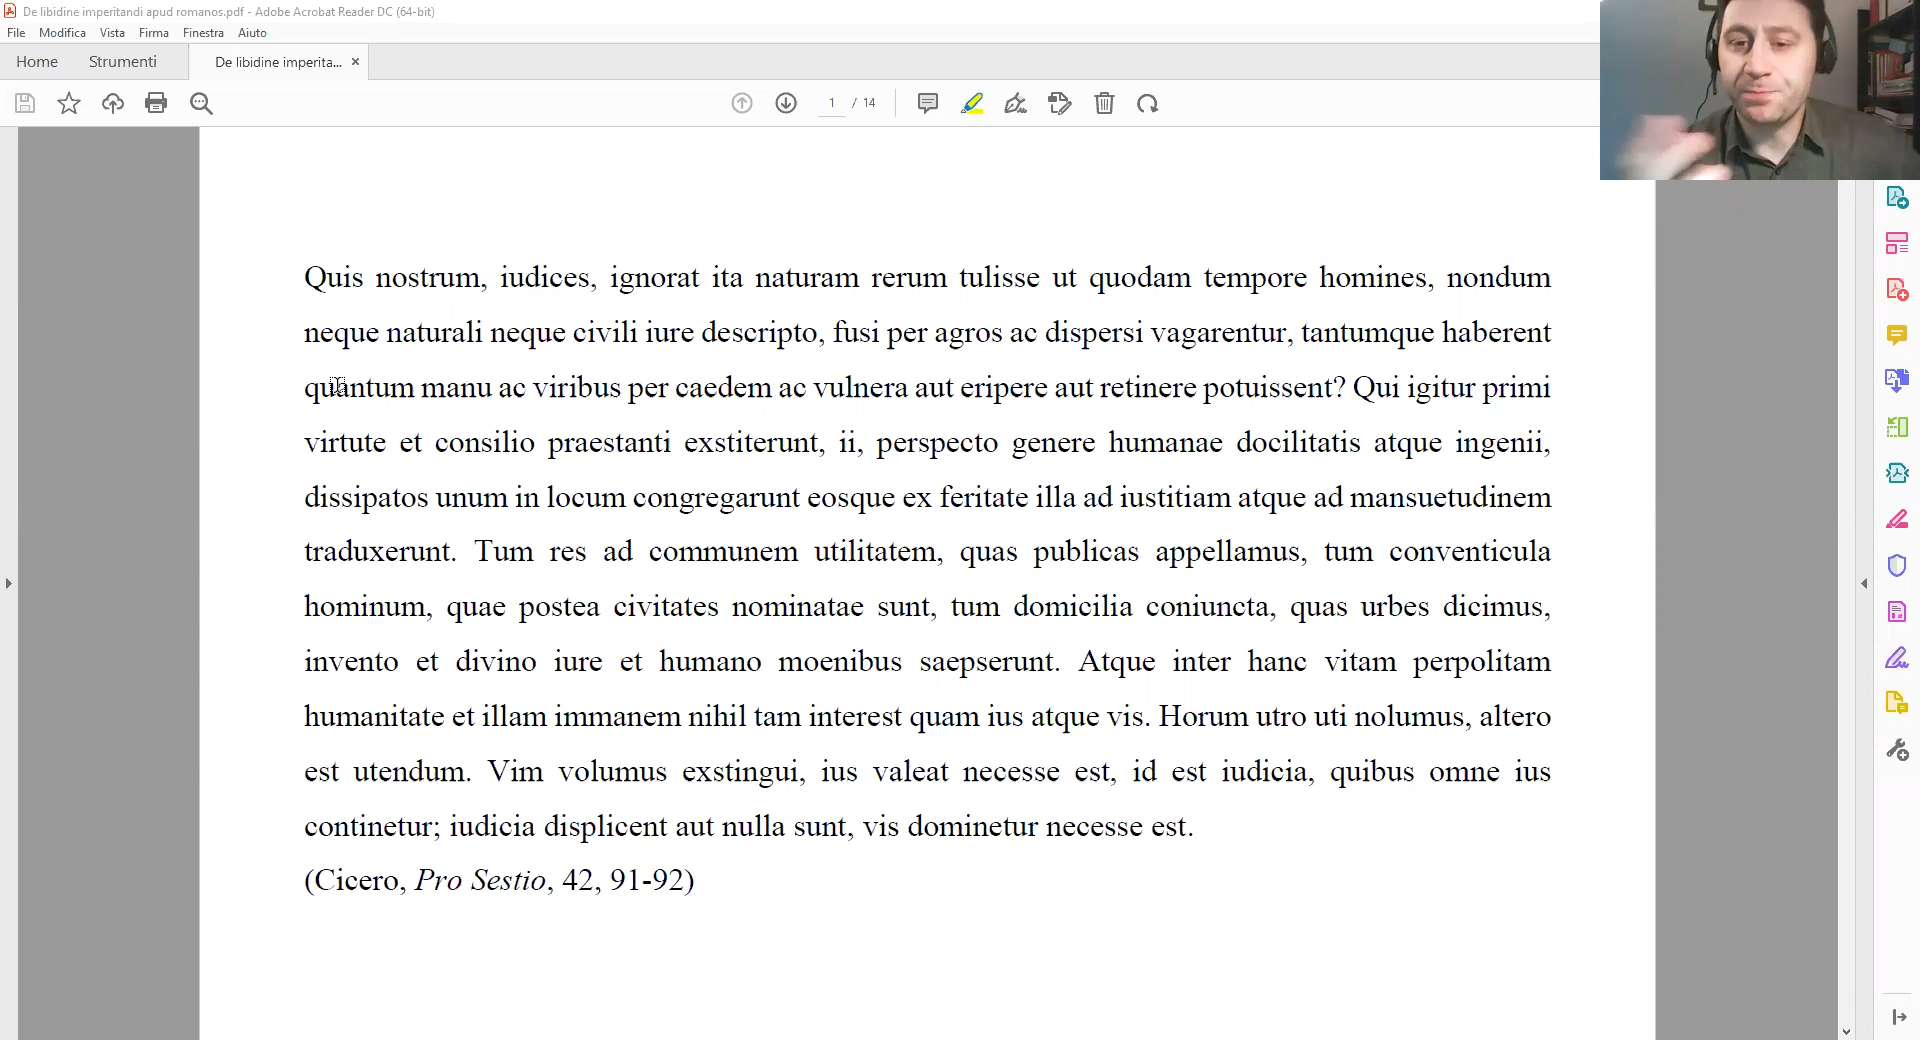 De libidine imperitandi apud romanos.pdf - Adobe Acrobat Reader DC (64-bit)
File Modifica Vista Firma Finestra Aiuto
Home Strumenti De libidine imperita... ×
1 / 14
Quis nostrum, iudices, ignorat ita naturam rerum tulisse ut quodam tempore homines, nondum
neque naturali neque civili iure descripto, fusi per agros ac dispersi vagarentur, tantumque haberent
quantum manu ac viribus per caedem ac vulnera aut eripere aut retinere potuissent? Qui igitur primi
virtute et consilio praestanti exstiterunt, ii, perspecto genere humanae docilitatis atque ingenii,
dissipatos unum in locum congregarunt eosque ex feritate illa ad iustitiam atque ad mansuetudinem
traduxerunt. Tum res ad communem utilitatem, quas publicas appellamus, tum conventicula
hominum, quae postea civitates nominatae sunt, tum domicilia coniuncta, quas urbes dicimus,
invento et divino iure et humano moenibus saepserunt. Atque inter hanc vitam perpolitam
humanitate et illam immanem nihil tam interest quam ius atque vis. Horum utro uti nolumus, altero
est utendum. Vim volumus exstingui, ius valeat necesse est, id est iudicia, quibus omne ius
continetur; iudicia displicent aut nulla sunt, vis dominetur necesse est.
(Cicero, Pro Sestio, 42, 91-92)